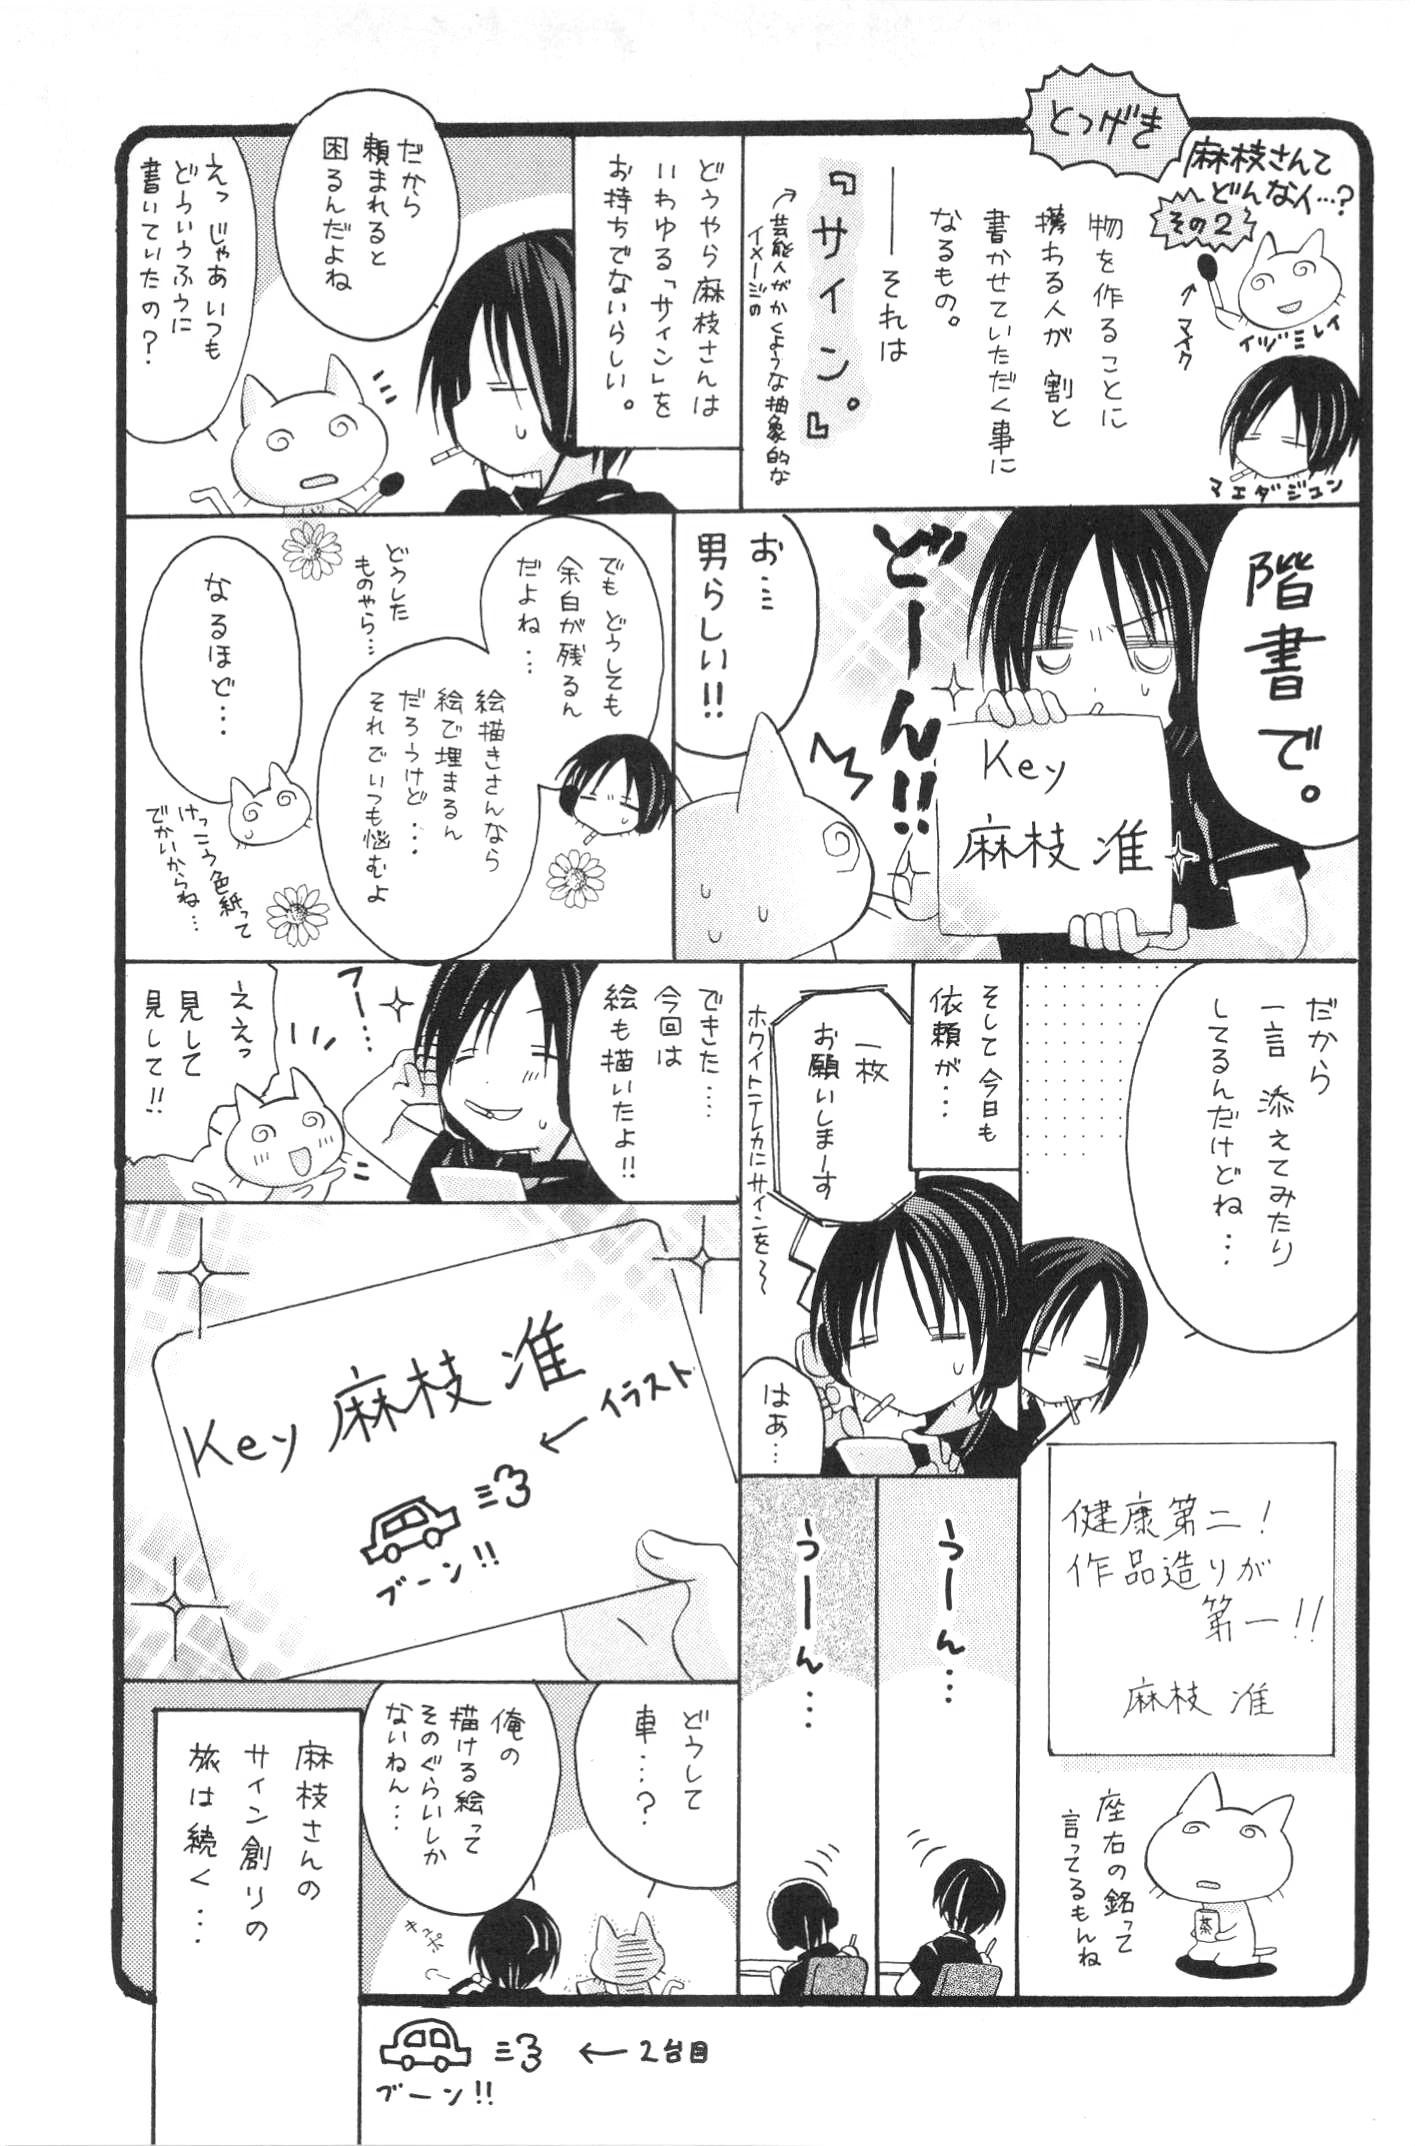 とつげき
麻枝さんて
どんな人…?
その2
イヅミレイ
マイク
マエダジュン
物を作ることに
携わる人が 割と
書かせていただく事に
なるもの。
――それは
『サイン。』
芸能人がかくような抽象的な
イメージの
どうやら麻枝さんは
いわゆる「サイン」を
お持ちでないらしい。
だから
頼まれると
困るんだよね
えっ じゃあいつも
どういうふうに
書いていたの?
階書で。
どーん!!
Key
麻枝 准
お…
男らしい!!
でも どうしても
余白が残るん
だよね…
絵描きさんなら
絵で埋まるん
だろうけど…
それでいつも悩むよ
どうした
ものやら…
なるほど…
けっこう色紙って
でかいからね…
だから
一言 添えてみたり
してるんだけどね…
健康第二!
作品造りが
第一!!
麻枝 准
座右の銘って
言ってるもんね
茶
そして今日も
依頼が…
一枚
お願いしまーす
ホワイトテレカにサインを〜
はぁ…
うーん…
うーん…
できた……
今回は
絵も描いたよ!!
フー…
ええっ
見して
見して!!
Key 麻枝 准
イラスト
ブーン!!
どうして
車…?
俺の
描ける絵って
そのぐらいしか
ないねん…
キュポ
麻枝さんの
サイン創りの
旅は続く…
2台目
ブーン!!